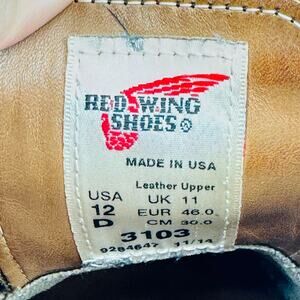 RED WING
SHOES®
MADE IN USA
Leather Upper
USA UK 11
12 EUR 46.0
D CM 30.0
3103
9284647 11/14